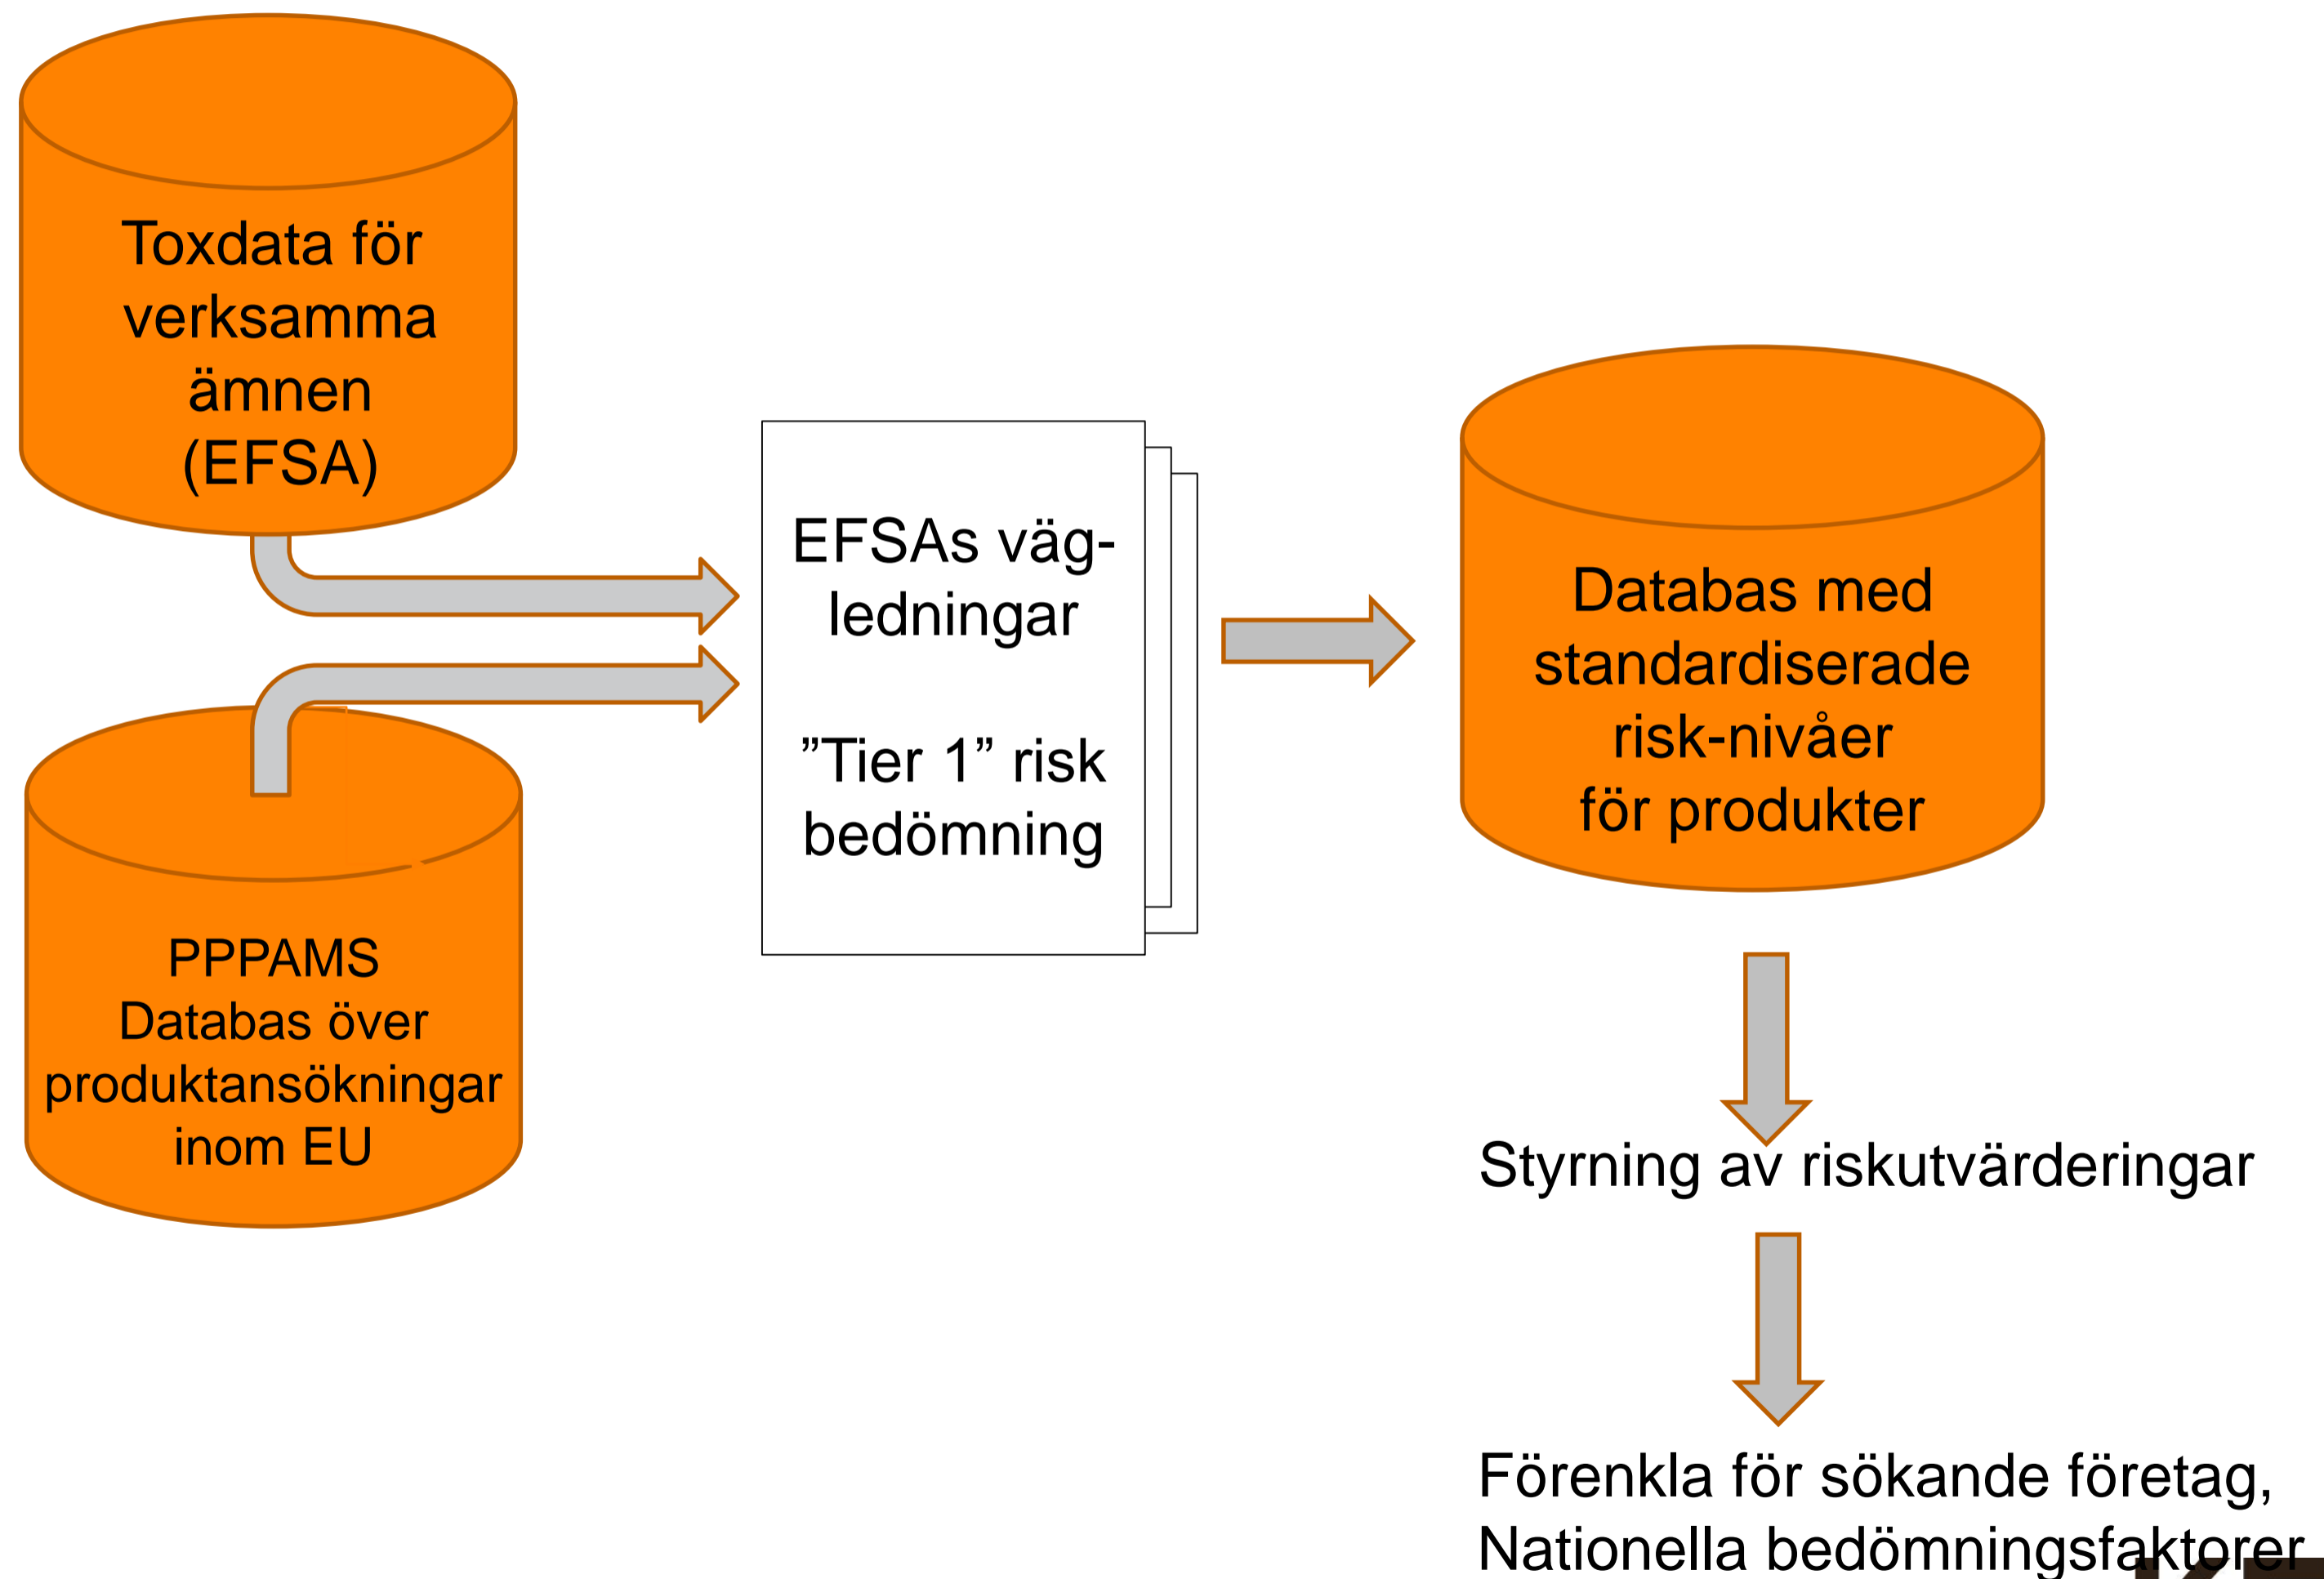 Toxdata för
verksamma
ämnen
(EFSA)
PPPAMS
Databas över
produktansökningar
inom EU
EFSAs väg-
ledningar
”Tier 1” risk
bedömning
Databas med
standardiserade
risk-nivåer
för produkter
Styrning av riskutvärderingar
Förenkla för sökande företag,
Nationella bedömningsfaktorer